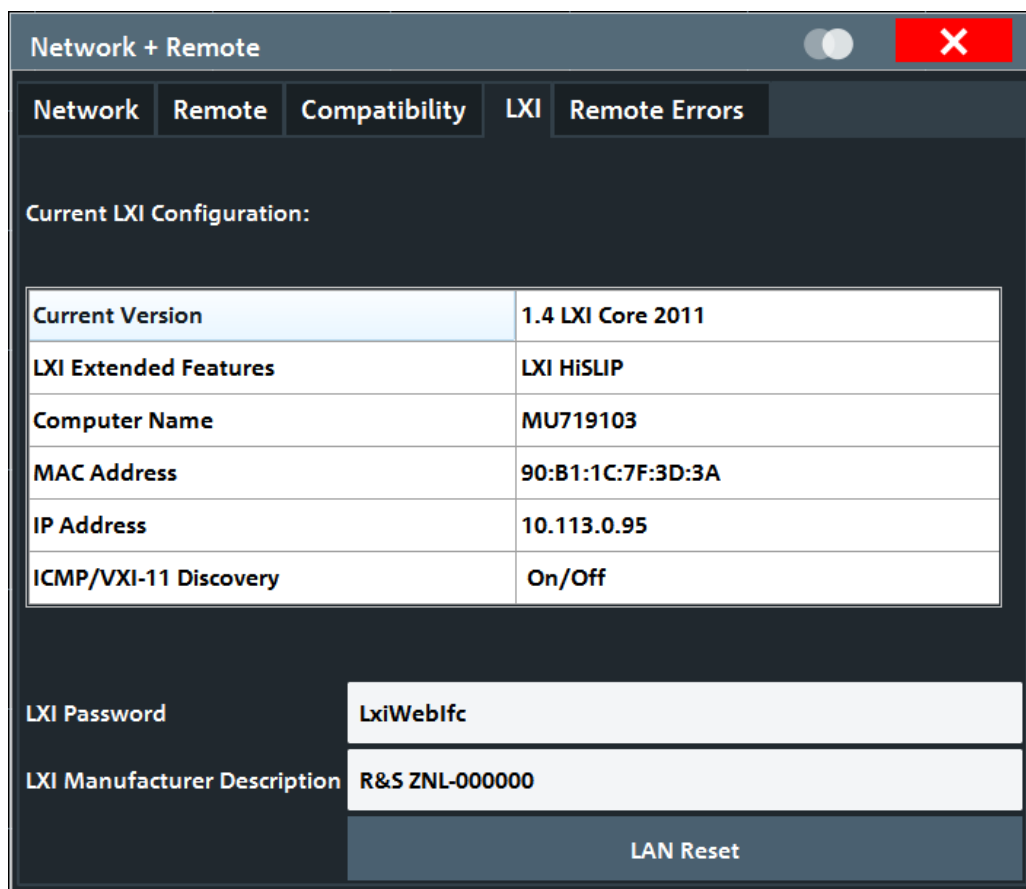 Network + Remote
Network Remote Compatibility LXI Remote Errors
Current LXI Configuration:
Current Version 1.4 LXI Core 2011
LXI Extended Features LXI HiSLIP
Computer Name MU719103
MAC Address 90:B1:1C:7F:3D:3A
IP Address 10.113.0.95
ICMP/VXI-11 Discovery On/Off
LXI Password LxiWebIfc
LXI Manufacturer Description R&S ZNL-000000
LAN Reset